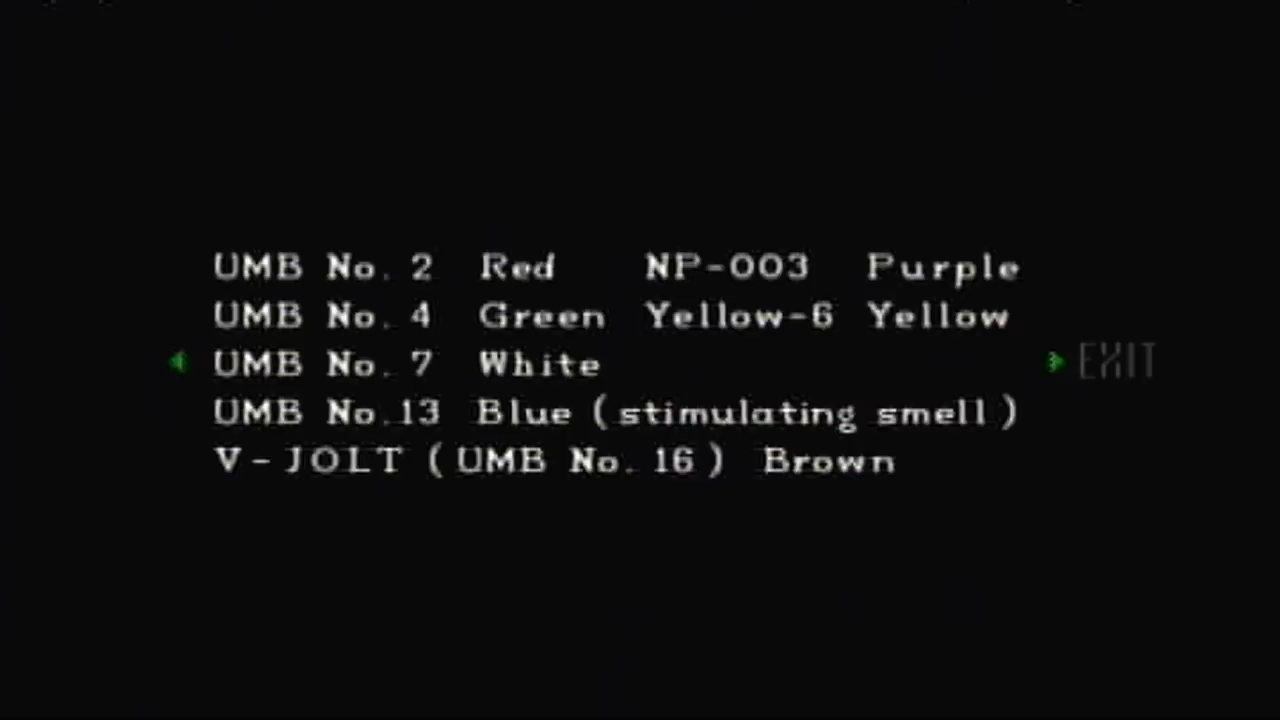 UMB No. 2 Red NP-003 Purple
UMB No. 4 Green Yellow-6 Yellow
UMB No. 7 White
EXIT
UMB No.13 Blue (stimulating smell)
V-JOLT (UMB No. 16) Brown